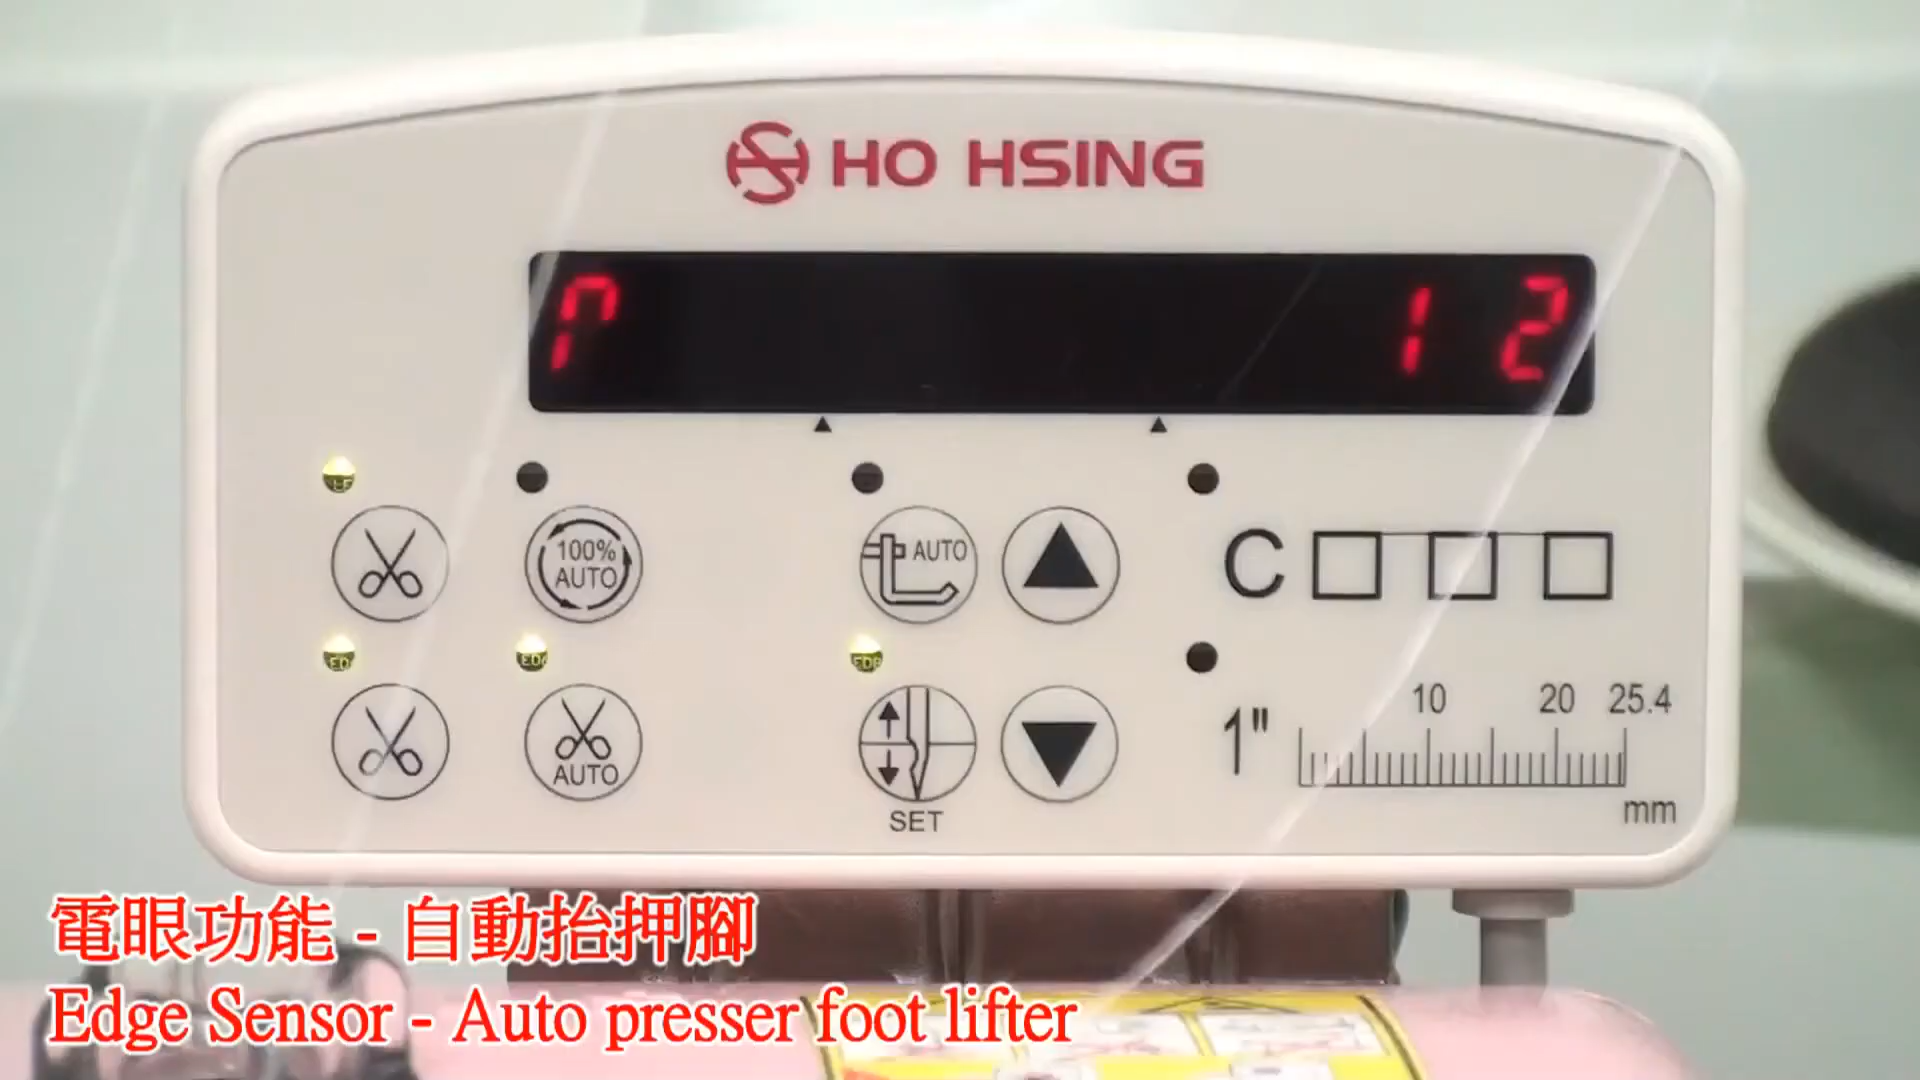 HO HSING
12
100%
AUTO
AUTO
C
10 20 25.4
1"
AUTO
mm
SET
電眼功能 - 自動抬押腳
Edge Sensor - Auto presser foot lifter